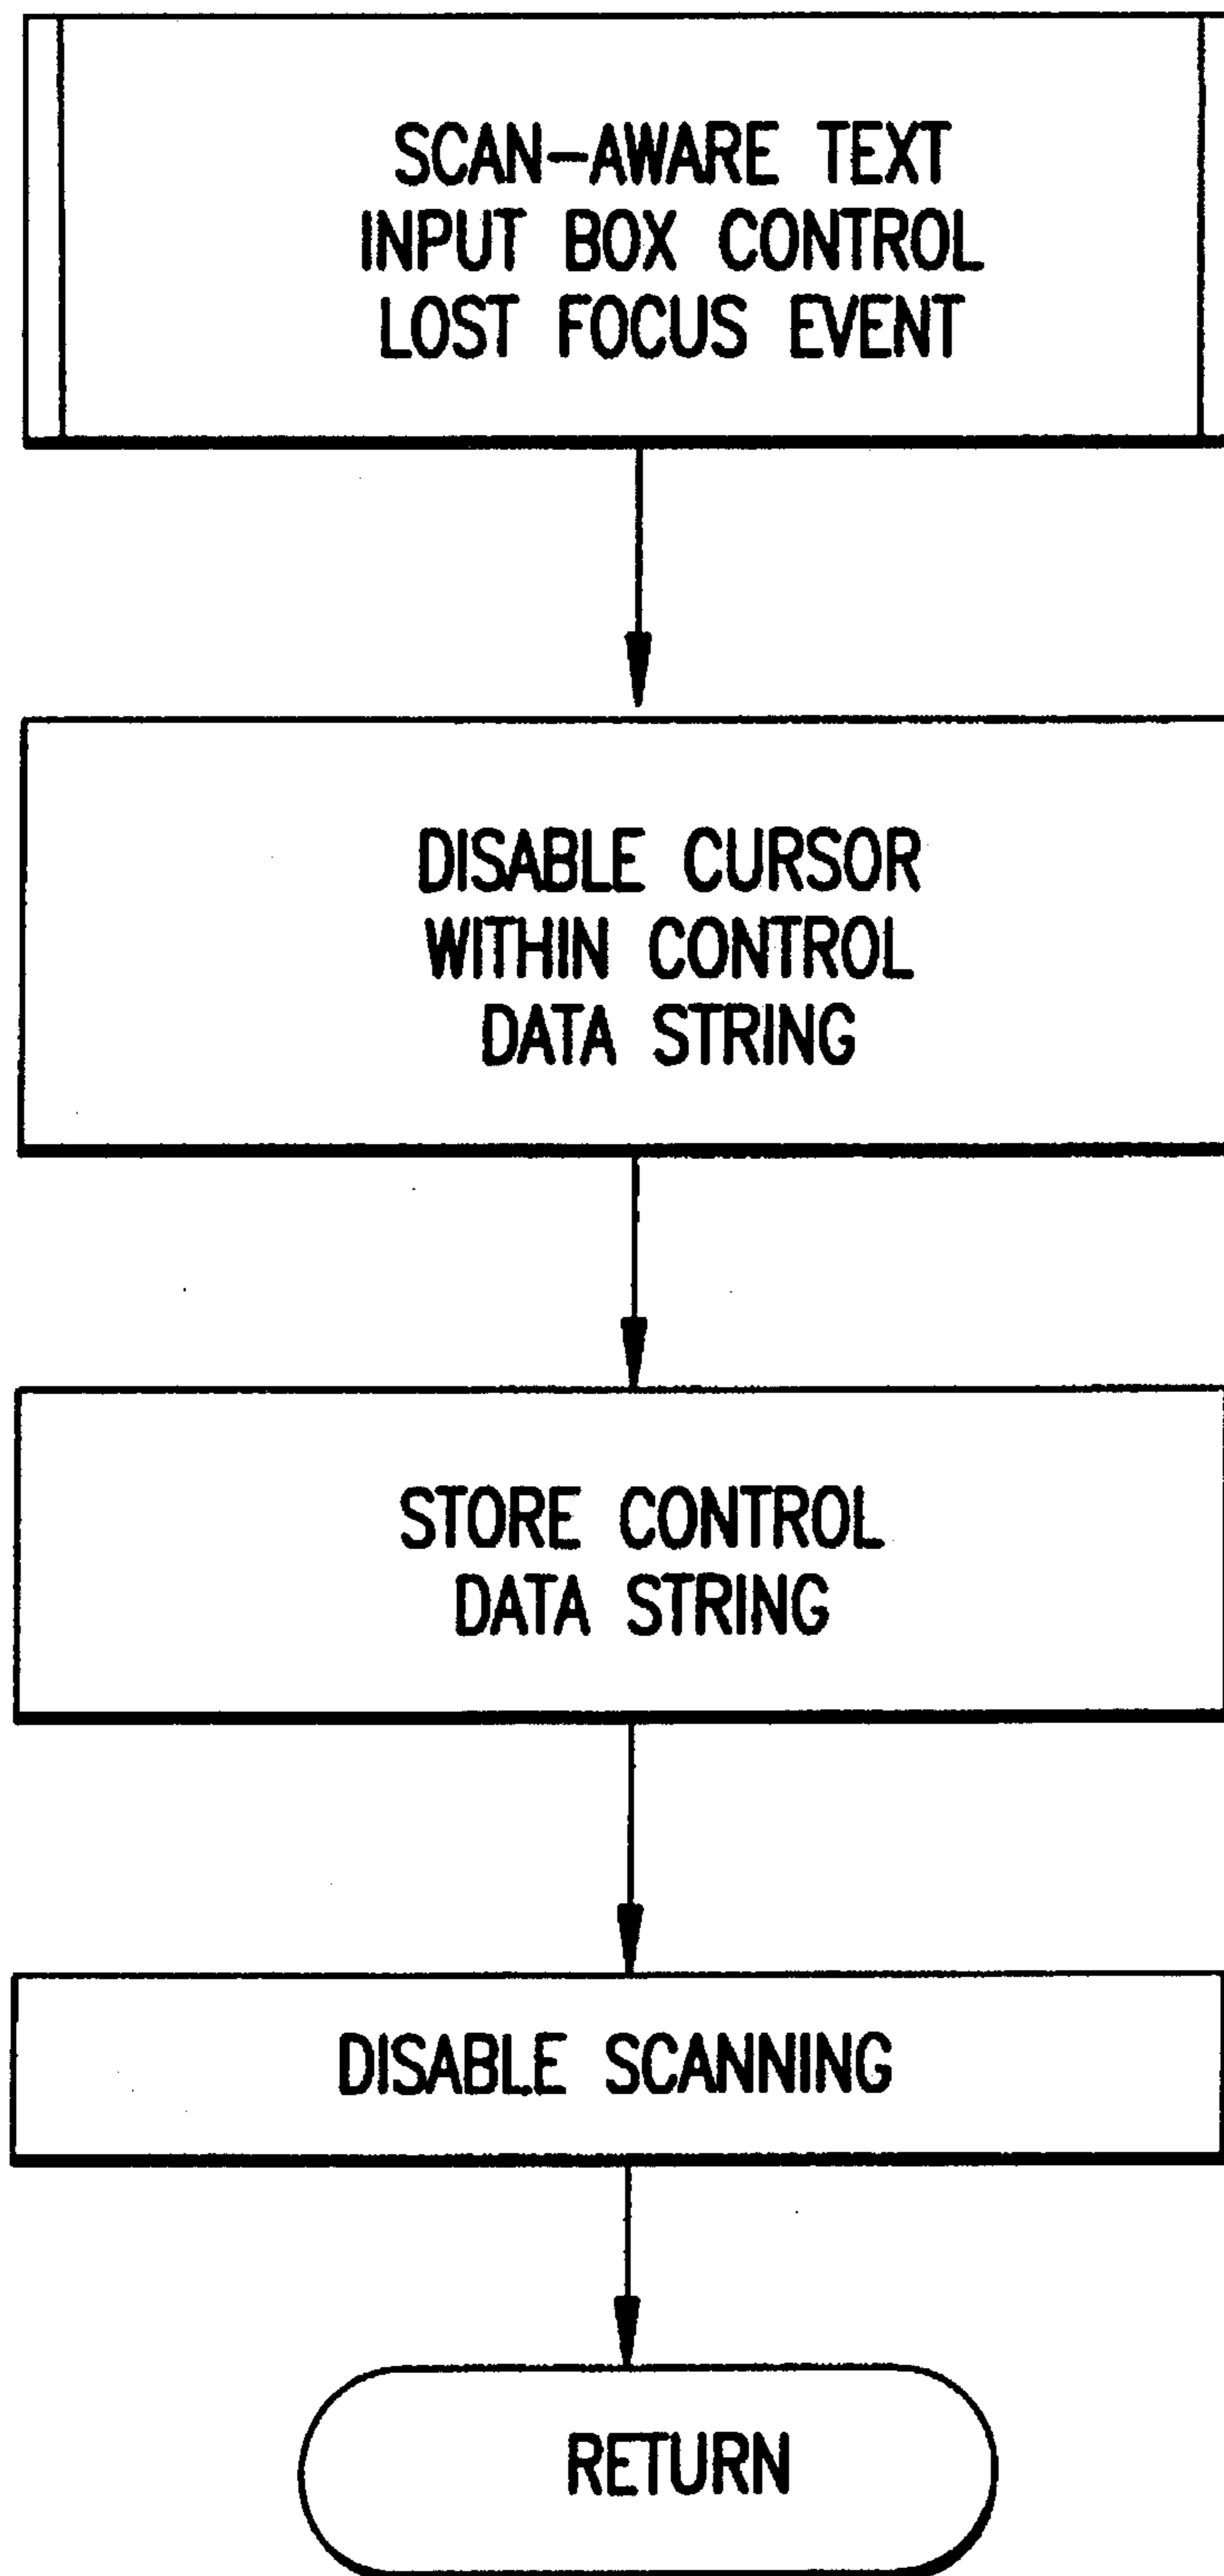 SCAN-AWARE TEXT
INPUT BOX CONTROL
LOST FOCUS EVENT
DISABLE CURSOR
WITHIN CONTROL
DATA STRING
STORE CONTROL
DATA STRING
DISABLE SCANNING
RETURN